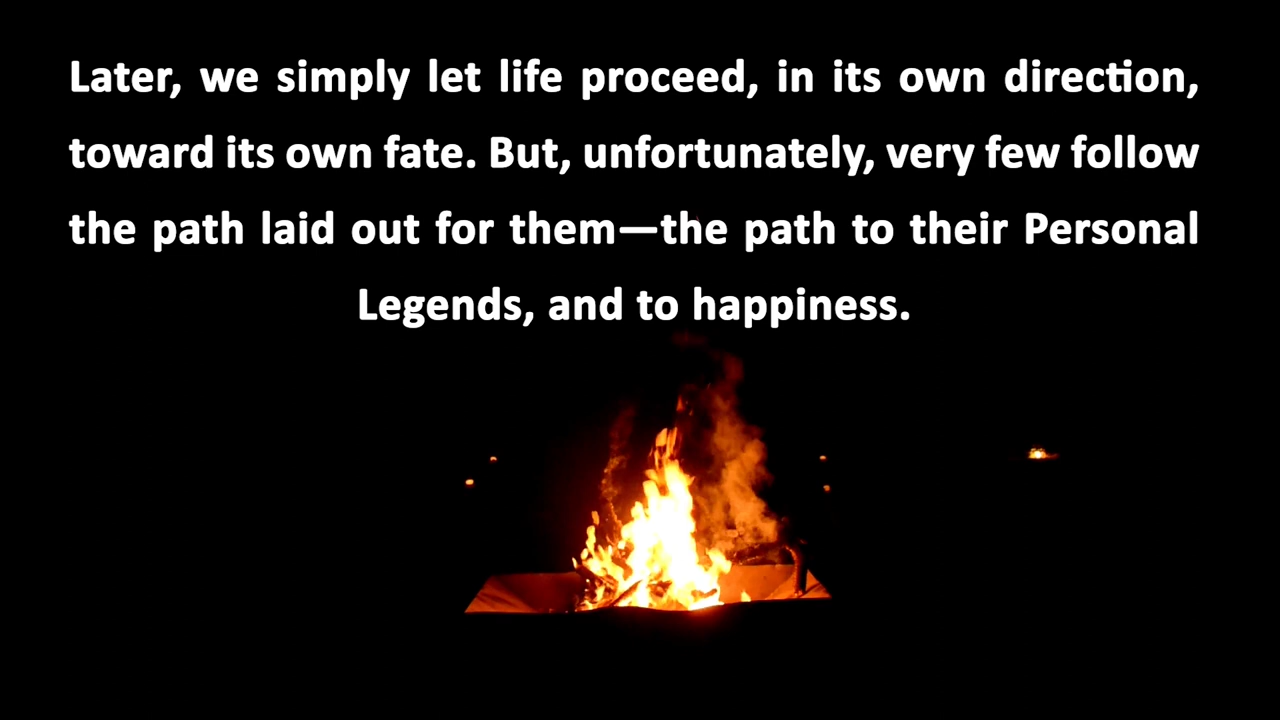 Later, we simply let life proceed, in its own direction,
toward its own fate. But, unfortunately, very few follow
the path laid out for them—the path to their Personal
Legends, and to happiness.